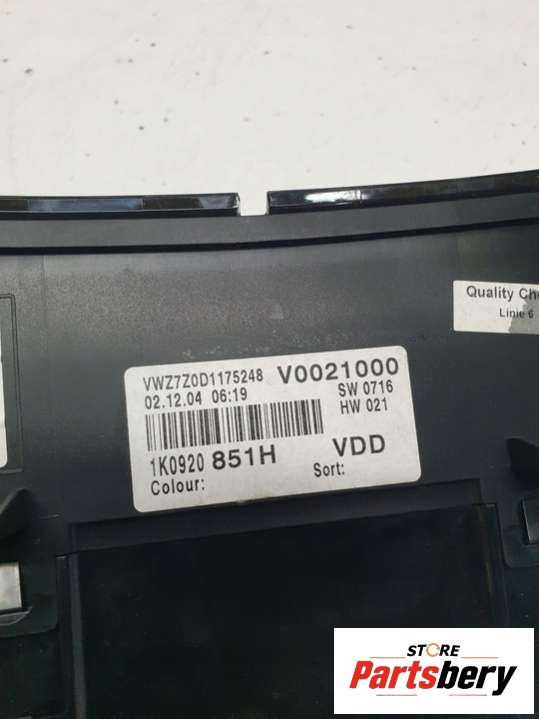 Quality
Linie 6
VWZ7Z0D1175248 V0021000
02.12.04 06:19 SW 0716
HW 021
1K0920 851H VDD
Colour: Sort:
STORE
Partsbery